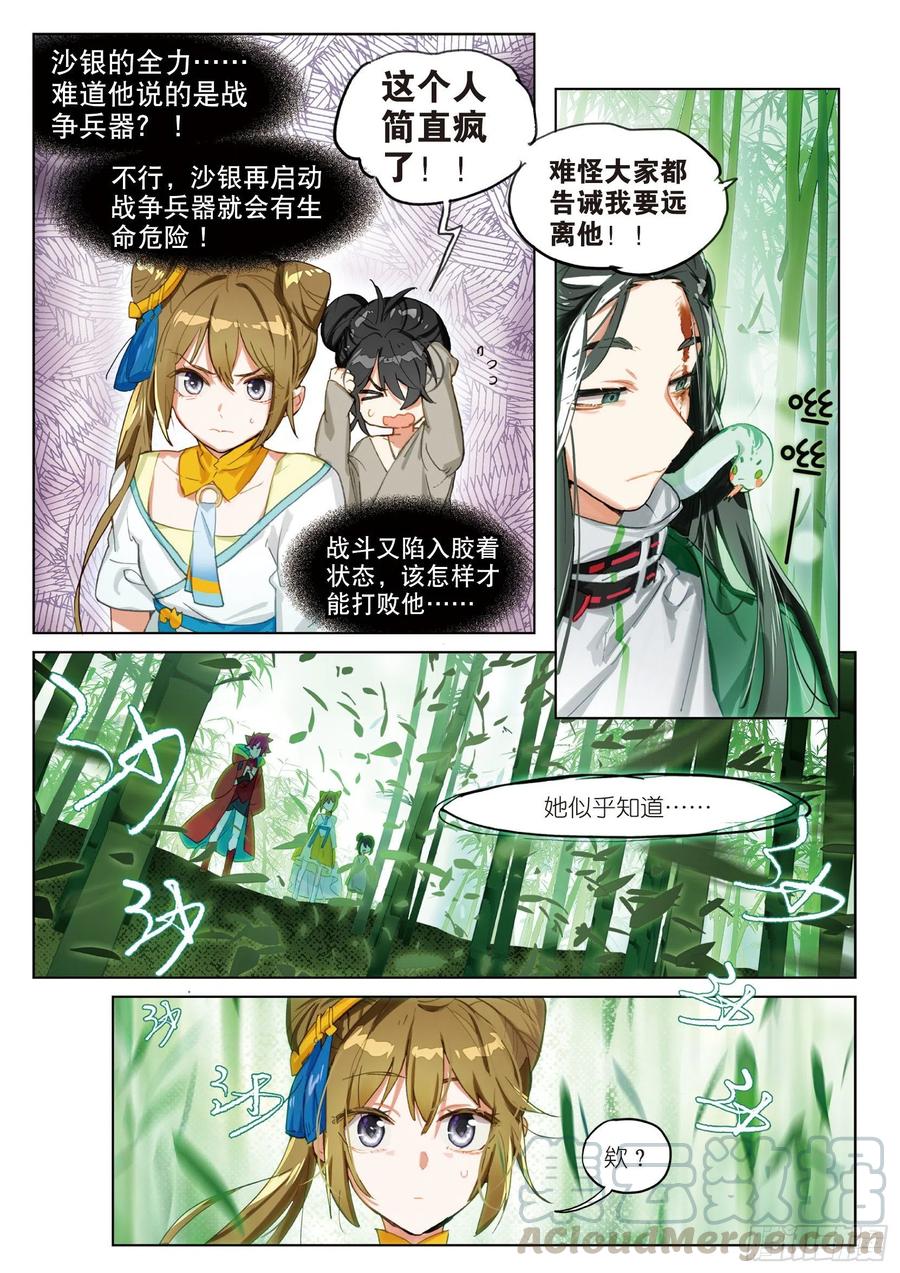 沙银的全力……
难道他说的是战
争兵器？！
不行，沙银再启动
战争兵器就会有生
命危险！
这个人
简直疯
了！！
难怪大家都
告诫我要远
离他！！
战斗又陷入胶着
状态，该怎样才
能打败他……
沙
沙
她似乎知道……
沙
沙
沙
沙
沙
欸？
集云数据
ACloudMerge.com